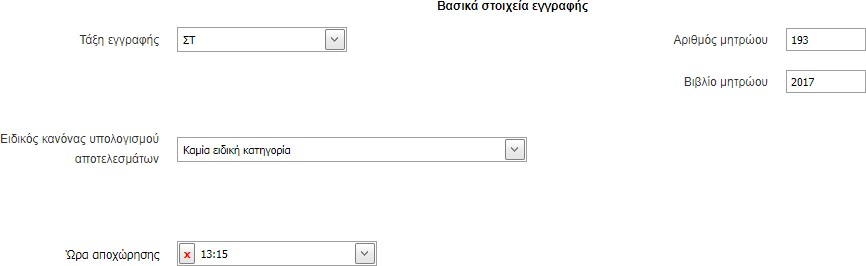 Βασικά στοιχεία εγγραφής
Τάξη εγγραφής ΣΤ Αριθμός μητρώου 193
Βιβλίο μητρώου 2017
Ειδικός κανόνας υπολογισμού
αποτελεσμάτων Καμία ειδική κατηγορία
Ώρα αποχώρησης x 13:15